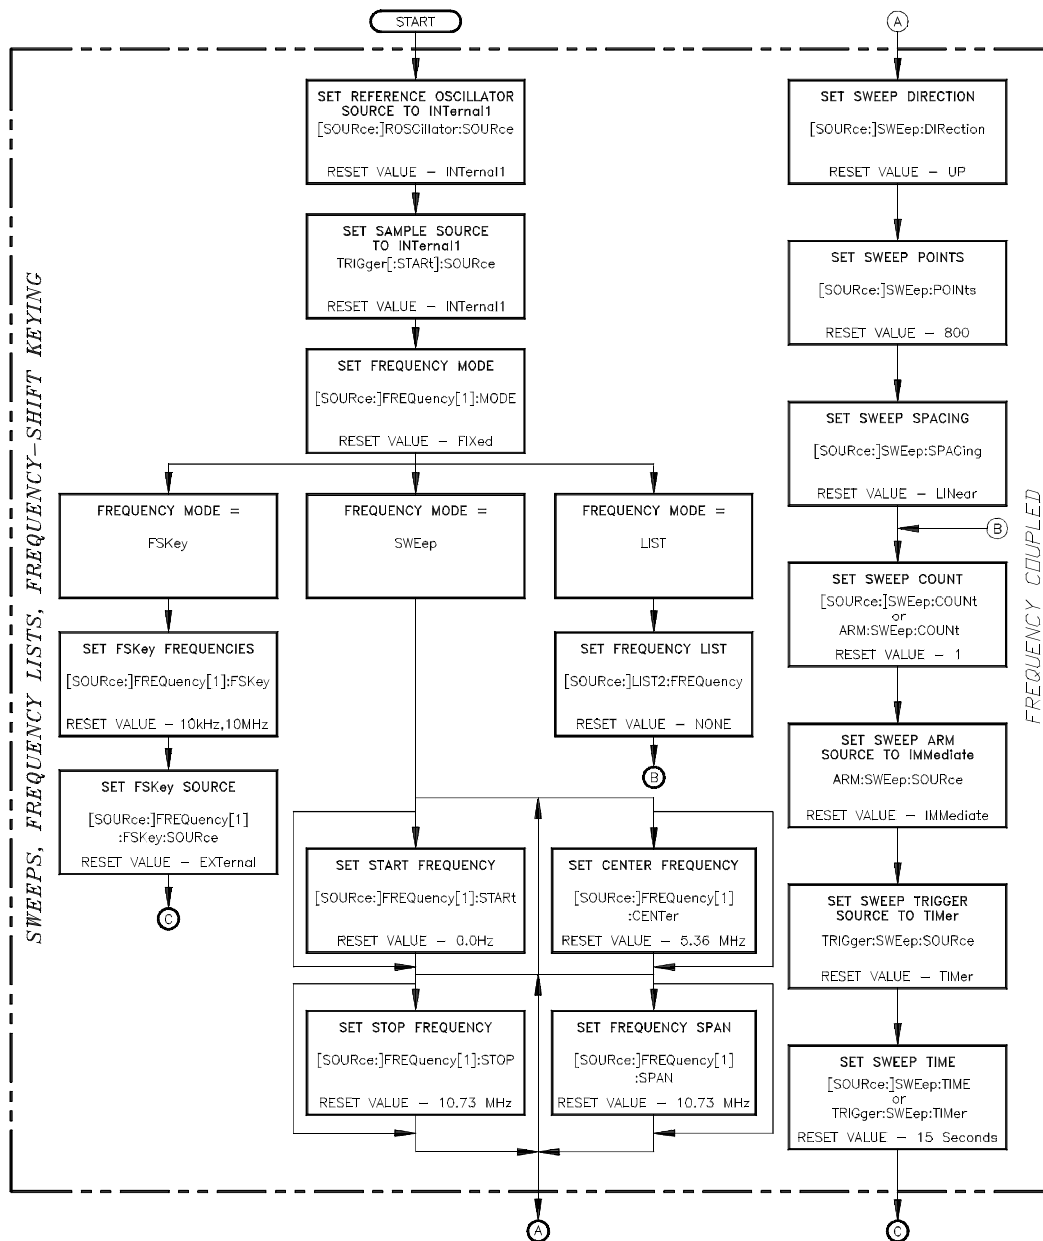 START
SET REFERENCE OSCILLATOR
SOURCE TO INTernal1
[SOURce:]ROSCillator:SOURce
RESET VALUE – INTernal1
SET SAMPLE SOURCE
TO INTernal1
TRIGger[:STARt]:SOURce
RESET VALUE – INTernal1
SET FREQUENCY MODE
[SOURce:]FREQuency[1]:MODE
RESET VALUE – FIXed
FREQUENCY MODE =
FSKey
FREQUENCY MODE =
SWEep
FREQUENCY MODE =
LIST
SET FSKey FREQUENCIES
[SOURce:]FREQuency[1]:FSKey
RESET VALUE – 10kHz,10MHz
SET FSKey SOURCE
[SOURce:]FREQuency[1]
:FSKey:SOURce
RESET VALUE – EXTernal
C
SET FREQUENCY LIST
[SOURce:]LIST2:FREQuency
RESET VALUE – NONE
B
SET START FREQUENCY
[SOURce:]FREQuency[1]:STARt
RESET VALUE – 0.0Hz
SET CENTER FREQUENCY
[SOURce:]FREQuency[1]
:CENTer
RESET VALUE – 5.36 MHz
SET STOP FREQUENCY
[SOURce:]FREQuency[1]:STOP
RESET VALUE – 10.73 MHz
SET FREQUENCY SPAN
[SOURce:]FREQuency[1]
:SPAN
RESET VALUE – 10.73 MHz
A
A
SET SWEEP DIRECTION
[SOURce:]SWEep:DIRection
RESET VALUE – UP
SET SWEEP POINTS
[SOURce:]SWEep:POINts
RESET VALUE – 800
SET SWEEP SPACING
[SOURce:]SWEep:SPACing
RESET VALUE – LINear
B
SET SWEEP COUNT
[SOURce:]SWEep:COUNt
or
ARM:SWEep:COUNt
RESET VALUE – 1
SET SWEEP ARM
SOURCE TO IMMediate
ARM:SWEep:SOURce
RESET VALUE – IMMediate
SET SWEEP TRIGGER
SOURCE TO TIMer
TRIGger:SWEep:SOURce
RESET VALUE – TIMer
SET SWEEP TIME
[SOURce:]SWEep:TIME
or
TRIGger:SWEep:TIMer
RESET VALUE – 15 Seconds
C
SWEEPS, FREQUENCY LISTS, FREQUENCY–SHIFT KEYING
FREQUENCY COUPLED